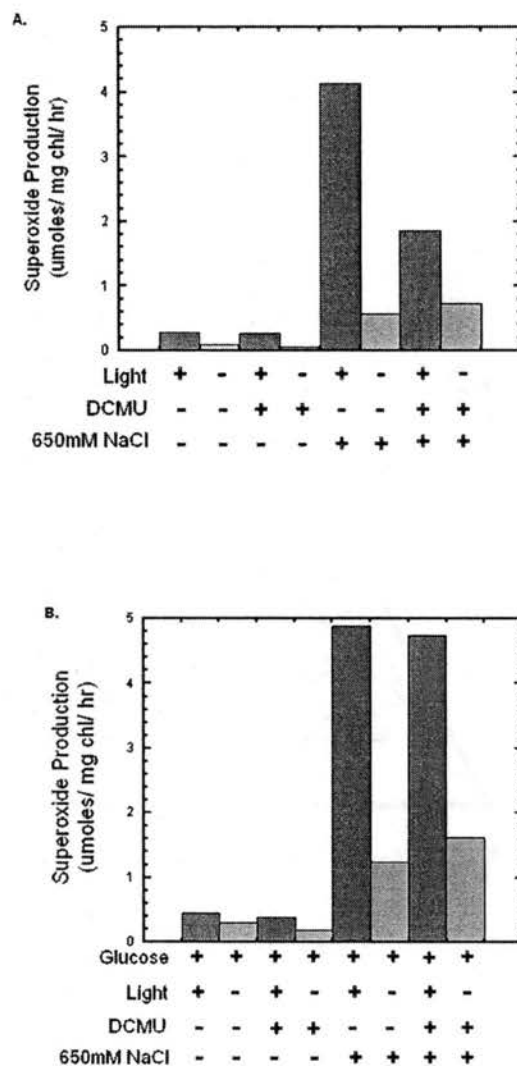 A.
Superoxide Production
(umoles/ mg chl/ hr)
5
4
3
2
1
0
Light + - + - + - + -
DCMU - - + + - - + +
650mM NaCl - - - - + + + +
B.
Superoxide Production
(umoles/ mg chl/ hr)
5
4
3
2
1
0
Glucose + + + + + + + +
Light + - + - + - + -
DCMU - - + + - - + +
650mM NaCl - - - - + + + +